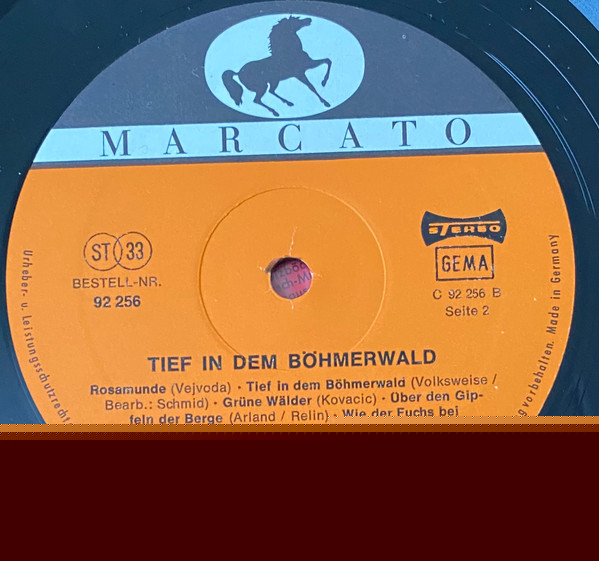 MARCATO
ST 33
BESTELL-NR.
92 256
STEREO
GEMA
C 92 256 B
Seite 2
TIEF IN DEM BÖHMERWALD
Rosamunde (Vejvoda) · Tief in dem Böhmerwald (Volksweise /
Bearb.: Schmid) · Grüne Wälder (Kovacic) · Über den Gip-
feln der Berge (Arland / Relin) · Wie der Fuchs bei
Urheber- u. Leistungsschutzrecht
vorbehalten. Made in Germany